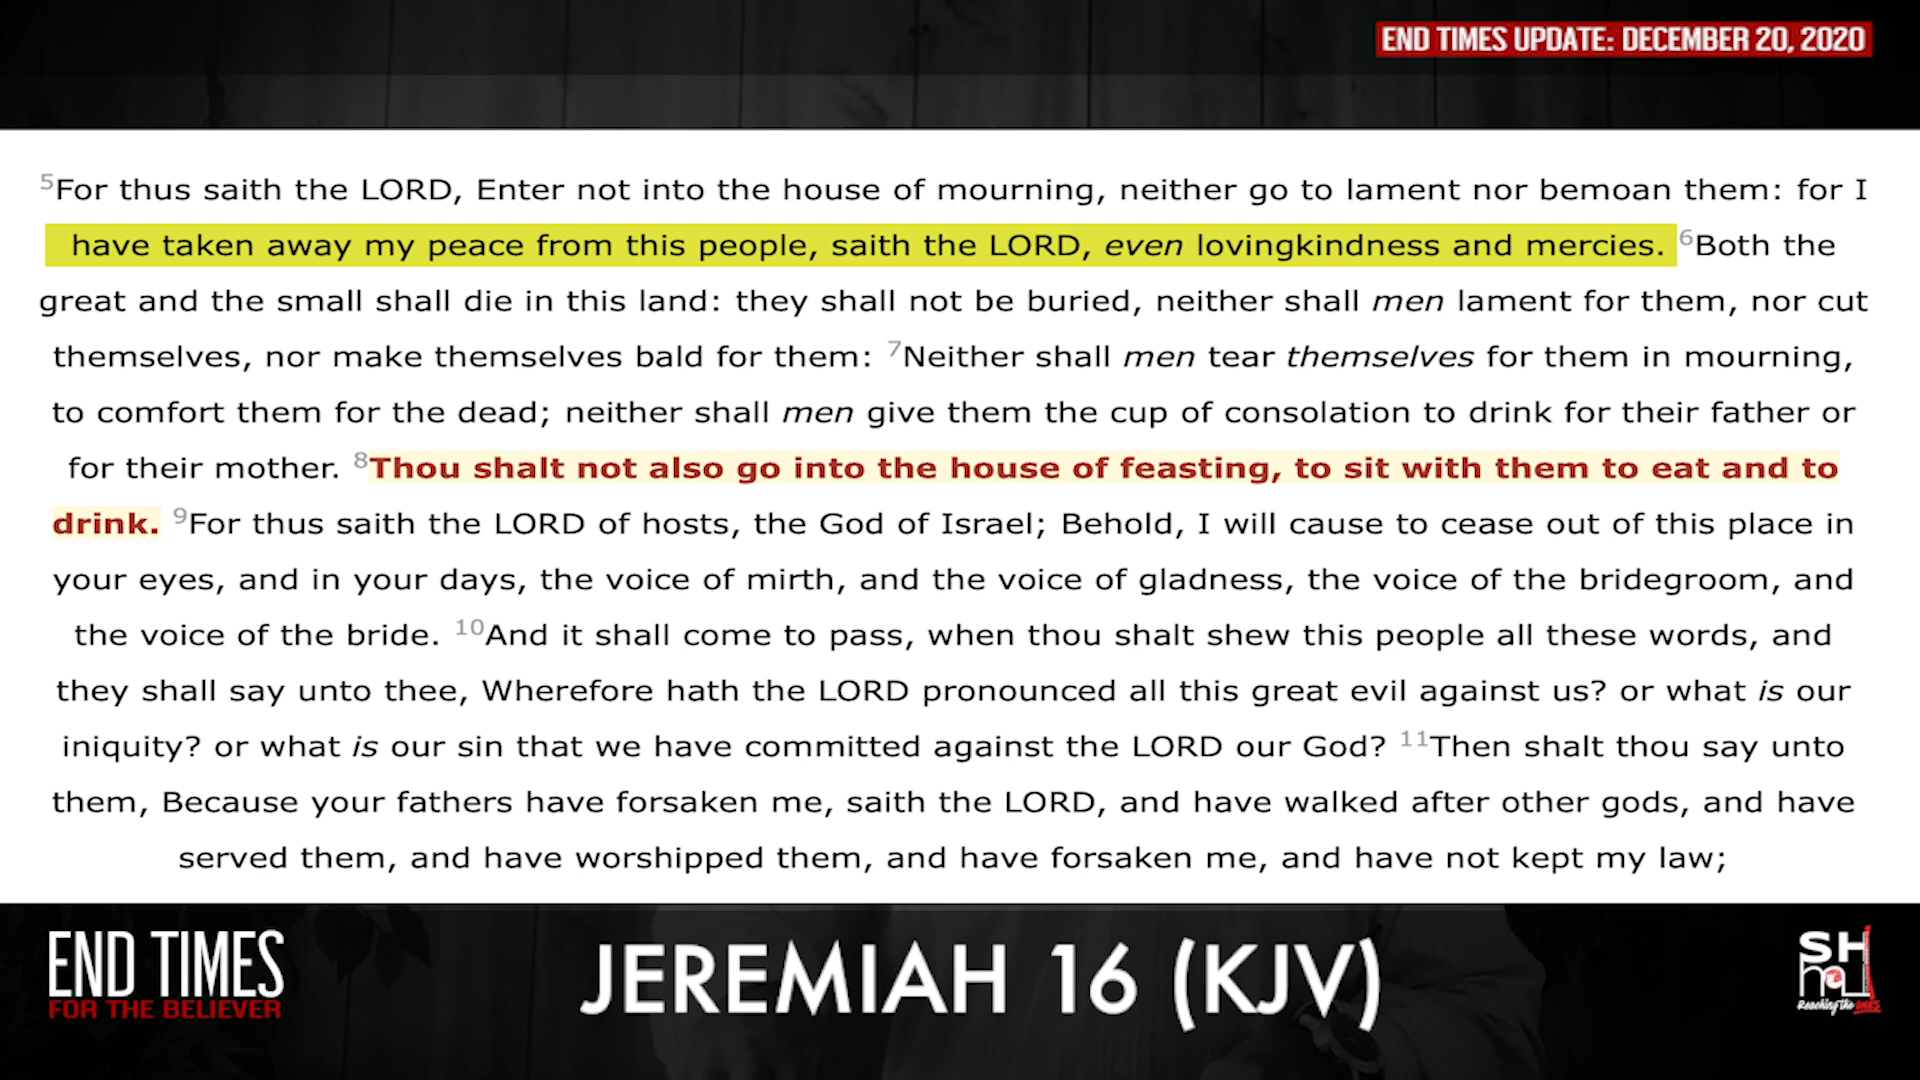 END TIMES UPDATE: DECEMBER 20, 2020
5For thus saith the LORD, Enter not into the house of mourning, neither go to lament nor bemoan them: for I
have taken away my peace from this people, saith the LORD, even lovingkindness and mercies. 6Both the
great and the small shall die in this land: they shall not be buried, neither shall men lament for them, nor cut
themselves, nor make themselves bald for them: 7Neither shall men tear themselves for them in mourning,
to comfort them for the dead; neither shall men give them the cup of consolation to drink for their father or
for their mother. 8Thou shalt not also go into the house of feasting, to sit with them to eat and to
drink. 9For thus saith the LORD of hosts, the God of Israel; Behold, I will cause to cease out of this place in
your eyes, and in your days, the voice of mirth, and the voice of gladness, the voice of the bridegroom, and
the voice of the bride. 10And it shall come to pass, when thou shalt shew this people all these words, and
they shall say unto thee, Wherefore hath the LORD pronounced all this great evil against us? or what is our
iniquity? or what is our sin that we have committed against the LORD our God? 11Then shalt thou say unto
them, Because your fathers have forsaken me, saith the LORD, and have walked after other gods, and have
served them, and have worshipped them, and have forsaken me, and have not kept my law;
END TIMES
FOR THE BELIEVER
JEREMIAH 16 (KJV)
SH
Reaching the ONES